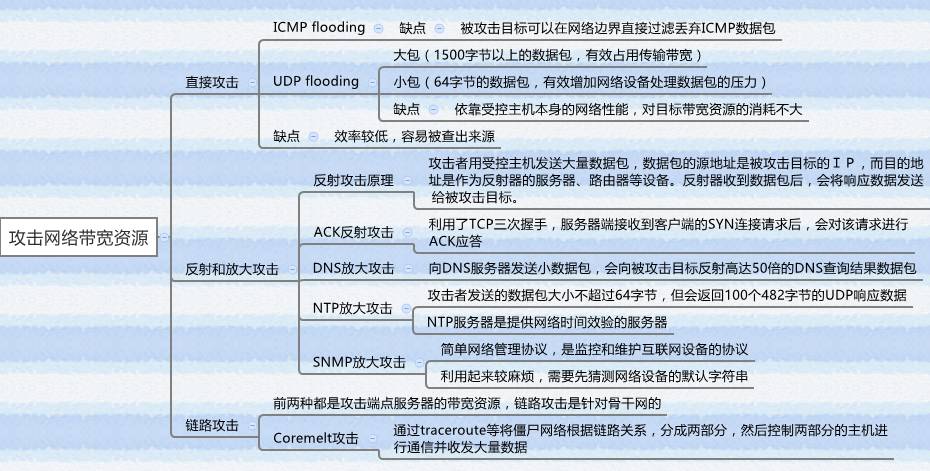 攻击网络带宽资源
直接攻击
ICMP flooding
缺点
被攻击目标可以在网络边界直接过滤丢弃ICMP数据包
UDP flooding
大包（1500字节以上的数据包，有效占用传输带宽）
小包（64字节的数据包，有效增加网络设备处理数据包的压力）
缺点
依靠受控主机本身的网络性能，对目标带宽资源的消耗不大
缺点
效率较低，容易被查出来源
反射和放大攻击
反射攻击原理
攻击者用受控主机发送大量数据包，数据包的源地址是被攻击目标的ＩＰ，而目的地
址是作为反射器的服务器、路由器等设备。反射器收到数据包后，会将响应数据发送
给被攻击目标。
ACK反射攻击
利用了TCP三次握手，服务器端接收到客户端的SYN连接请求后，会对该请求进行
ACK应答
DNS放大攻击
向DNS服务器发送小数据包，会向被攻击目标反射高达50倍的DNS查询结果数据包
NTP放大攻击
攻击者发送的数据包大小不超过64字节，但会返回100个482字节的UDP响应数据
NTP服务器是提供网络时间效验的服务器
SNMP放大攻击
简单网络管理协议，是监控和维护互联网设备的协议
利用起来较麻烦，需要先猜测网络设备的默认字符串
链路攻击
前两种都是攻击端点服务器的带宽资源，链路攻击是针对骨干网的
Coremelt攻击
通过traceroute等将僵尸网络根据链路关系，分成两部分，然后控制两部分的主机进
行通信并收发大量数据